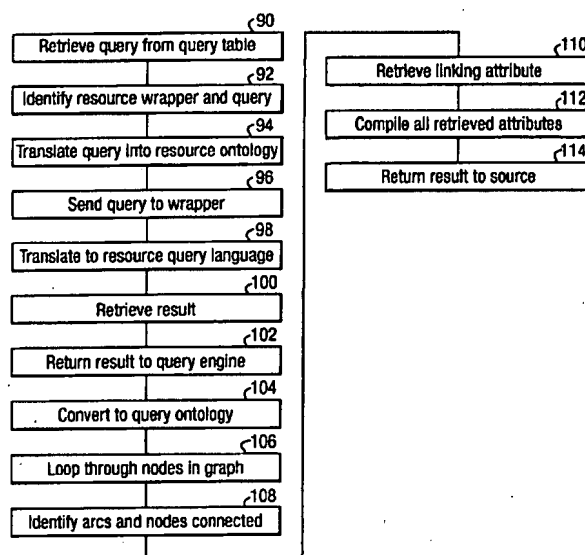 90
Retrieve query from query table
92
Identify resource wrapper and query
94
Translate query into resource ontology
96
Send query to wrapper
98
Translate to resource query language
100
Retrieve result
102
Return result to query engine
104
Convert to query ontology
106
Loop through nodes in graph
108
Identify arcs and nodes connected
110
Retrieve linking attribute
112
Compile all retrieved attributes
114
Return result to source